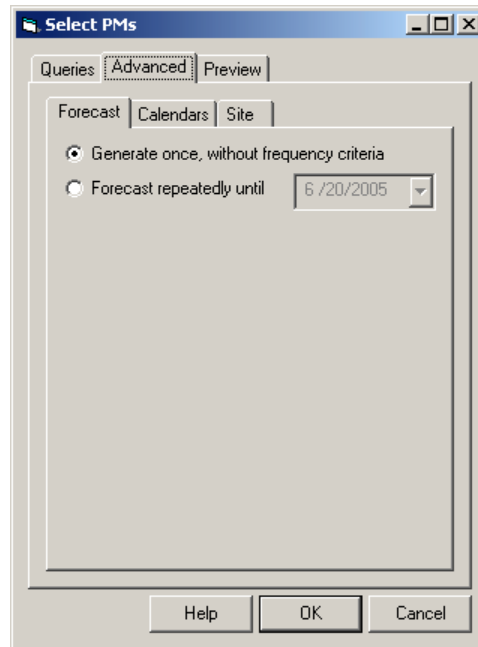 Select PMs
Queries Advanced Preview
Forecast Calendars Site
Generate once, without frequency criteria
Forecast repeatedly until 6 /20/2005
Help OK Cancel